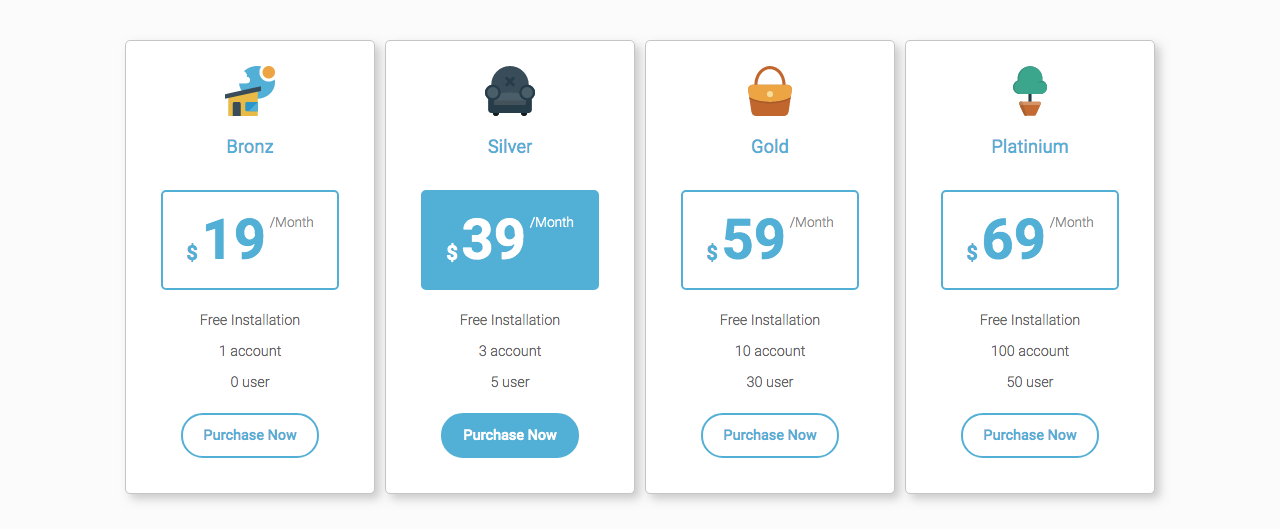 Bronz
$ 19 /Month
Free Installation
1 account
0 user
Purchase Now
Silver
$ 39 /Month
Free Installation
3 account
5 user
Purchase Now
Gold
$ 59 /Month
Free Installation
10 account
30 user
Purchase Now
Platinium
$ 69 /Month
Free Installation
100 account
50 user
Purchase Now